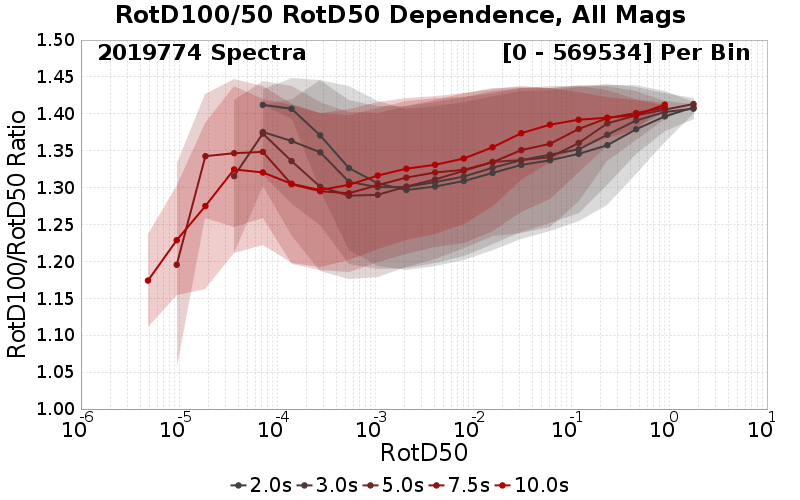 RotD100/50 RotD50 Dependence, All Mags
2019774 Spectra [0 - 569534] Per Bin
RotD100/RotD50 Ratio
1.50
1.45
1.40
1.35
1.30
1.25
1.20
1.15
1.10
1.05
1.00
10^-6 10^-5 10^-4 10^-3 10^-2 10^-1 10^0 10^1
RotD50
2.0s 3.0s 5.0s 7.5s 10.0s